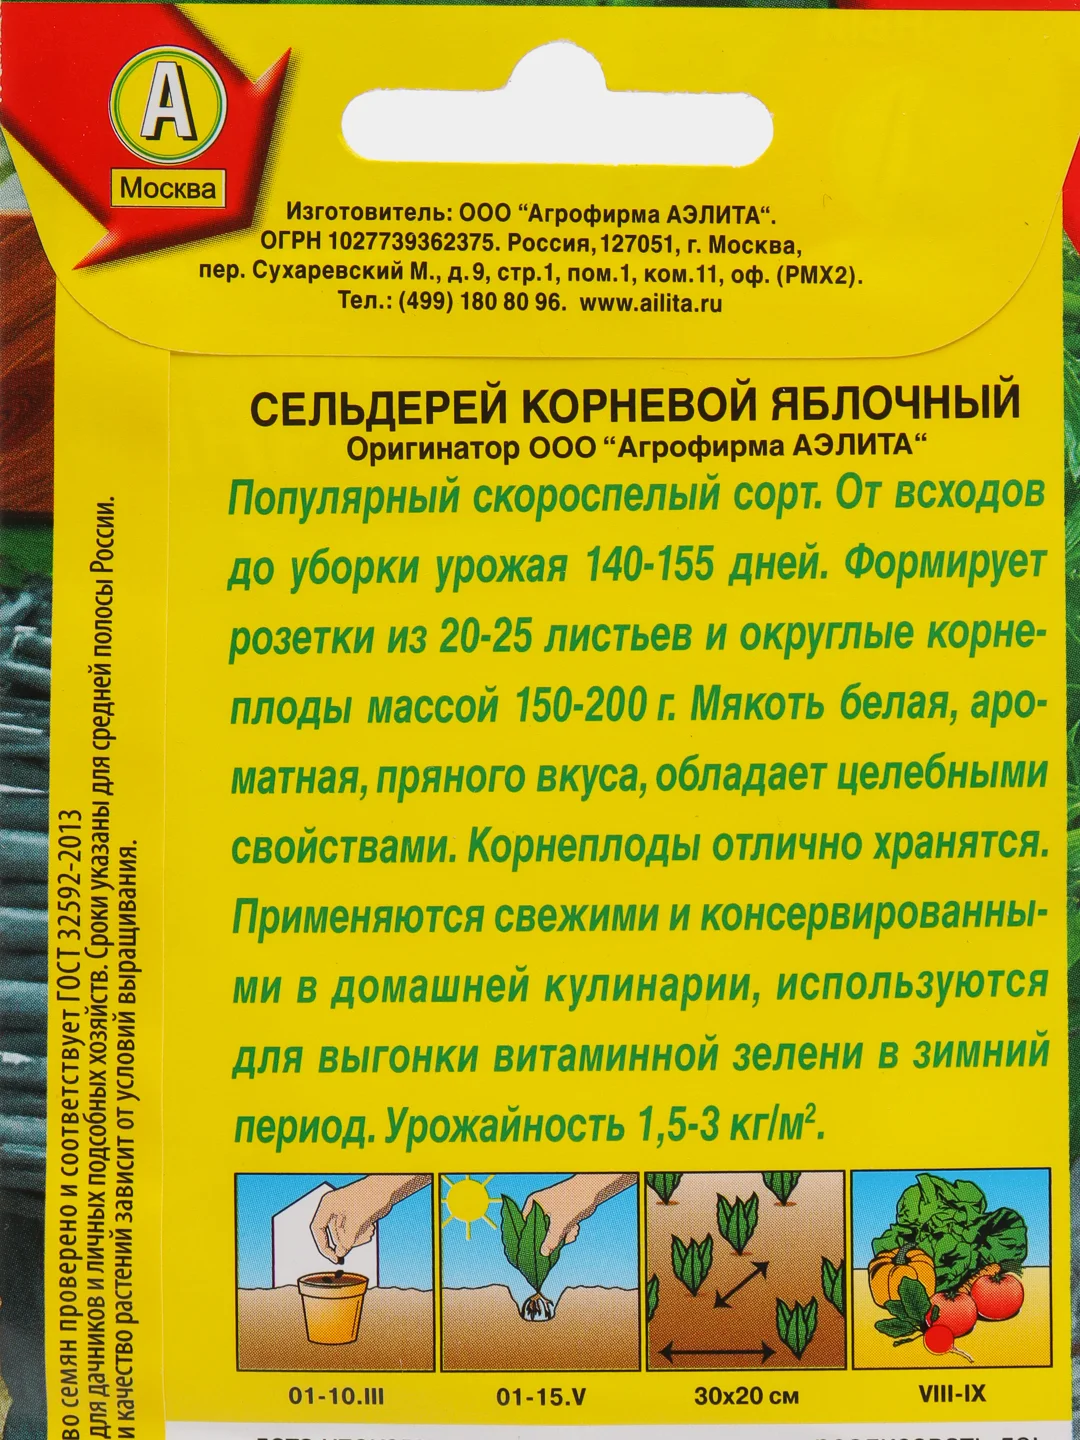 А
Москва
Изготовитель: ООО “Агрофирма АЭЛИТА“.
ОГРН 1027739362375. Россия, 127051, г. Москва,
пер. Сухаревский М., д. 9, стр.1, пом.1, ком.11, оф. (РМХ2).
Тел.: (499) 180 80 96. www.ailita.ru
СЕЛЬДЕРЕЙ КОРНЕВОЙ ЯБЛОЧНЫЙ
Оригинатор ООО “Агрофирма АЭЛИТА“
Популярный скороспелый сорт. От всходов
до уборки урожая 140-155 дней. Формирует
розетки из 20-25 листьев и округлые корне-
плоды массой 150-200 г. Мякоть белая, аро-
матная, пряного вкуса, обладает целебными
свойствами. Корнеплоды отлично хранятся.
Применяются свежими и консервированны-
ми в домашней кулинарии, используются
для выгонки витаминной зелени в зимний
период. Урожайность 1,5-3 кг/м².
01-10.III
01-15.V
30х20 см
VIII-IX
во семян проверено и соответствует ГОСТ 32592-2013
для дачников и личных подсобных хозяйств. Сроки указаны для средней полосы России.
и качество растений зависит от условий выращивания.